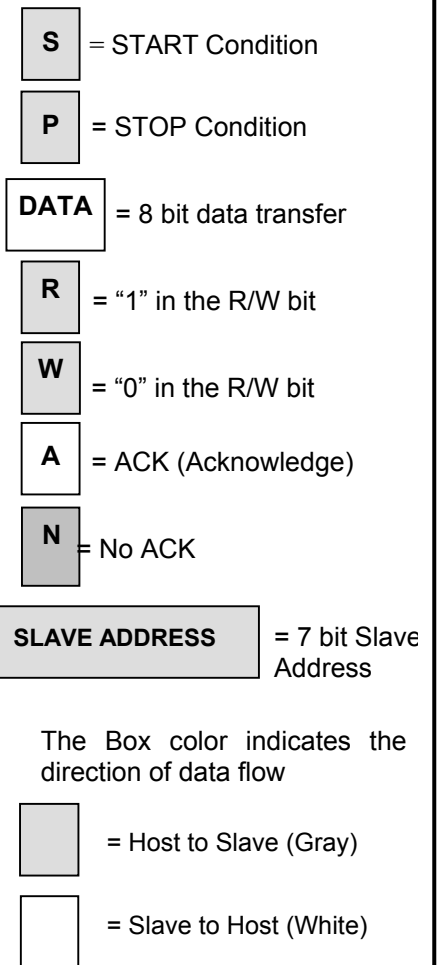 S = START Condition
P = STOP Condition
DATA = 8 bit data transfer
R = “1” in the R/W bit
W = “0” in the R/W bit
A = ACK (Acknowledge)
N = No ACK
SLAVE ADDRESS = 7 bit Slave
Address
The Box color indicates the
direction of data flow
= Host to Slave (Gray)
= Slave to Host (White)